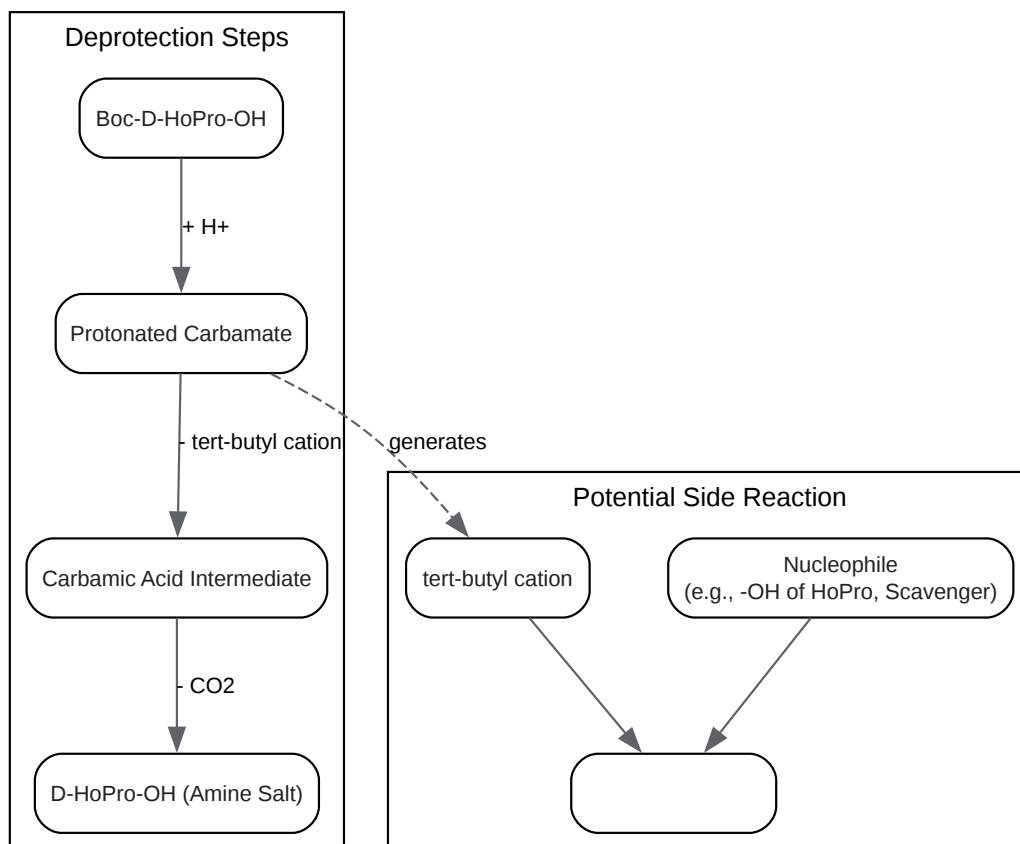 Deprotection Steps
Boc-D-HoPro-OH
+ H+
Protonated Carbamate
- tert-butyl cation
generates
Carbamic Acid Intermediate
- CO2
D-HoPro-OH (Amine Salt)
Potential Side Reaction
tert-butyl cation
Nucleophile
(e.g., -OH of HoPro, Scavenger)